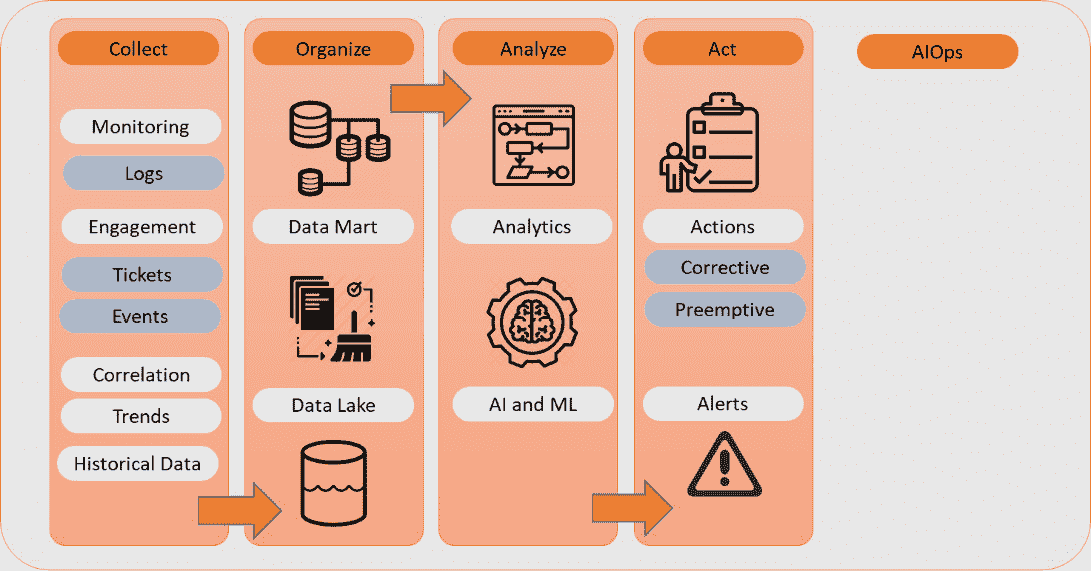 Collect
Monitoring
Logs
Engagement
Tickets
Events
Correlation
Trends
Historical Data
Organize
Data Mart
Data Lake
Analyze
Analytics
AI and ML
Act
Actions
Corrective
Preemptive
Alerts
AIOps